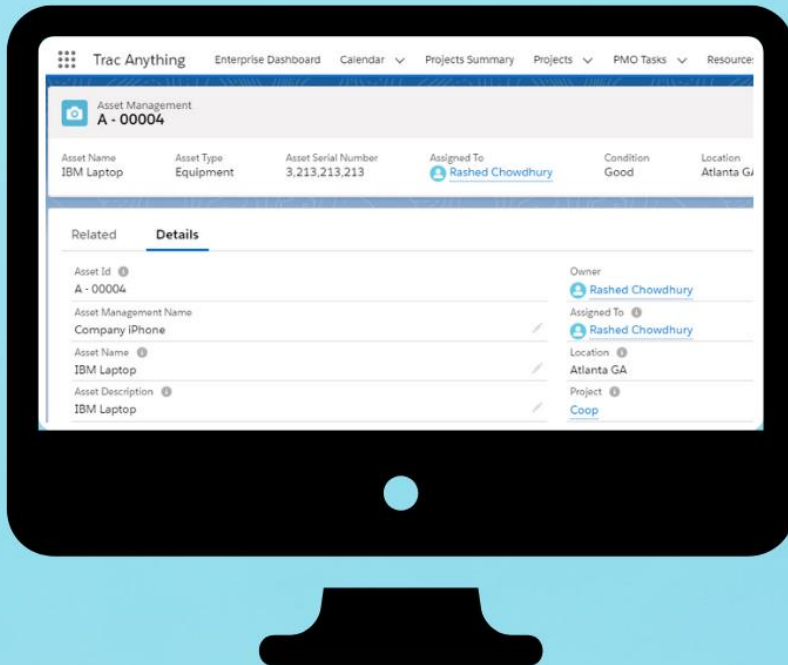 Trac Anything Enterprise Dashboard Calendar Projects Summary Projects PMO Tasks Resource
Asset Management
A - 00004
Asset Name Asset Type Asset Serial Number Assigned To Condition Location
IBM Laptop Equipment 3,213,213,213 Rashed Chowdhury Good Atlanta GA
Related Details
Asset Id Owner
A - 00004 Rashed Chowdhury
Asset Management Name Assigned To
Company iPhone Rashed Chowdhury
Asset Name Location
IBM Laptop Atlanta GA
Asset Description Project
IBM Laptop Coop